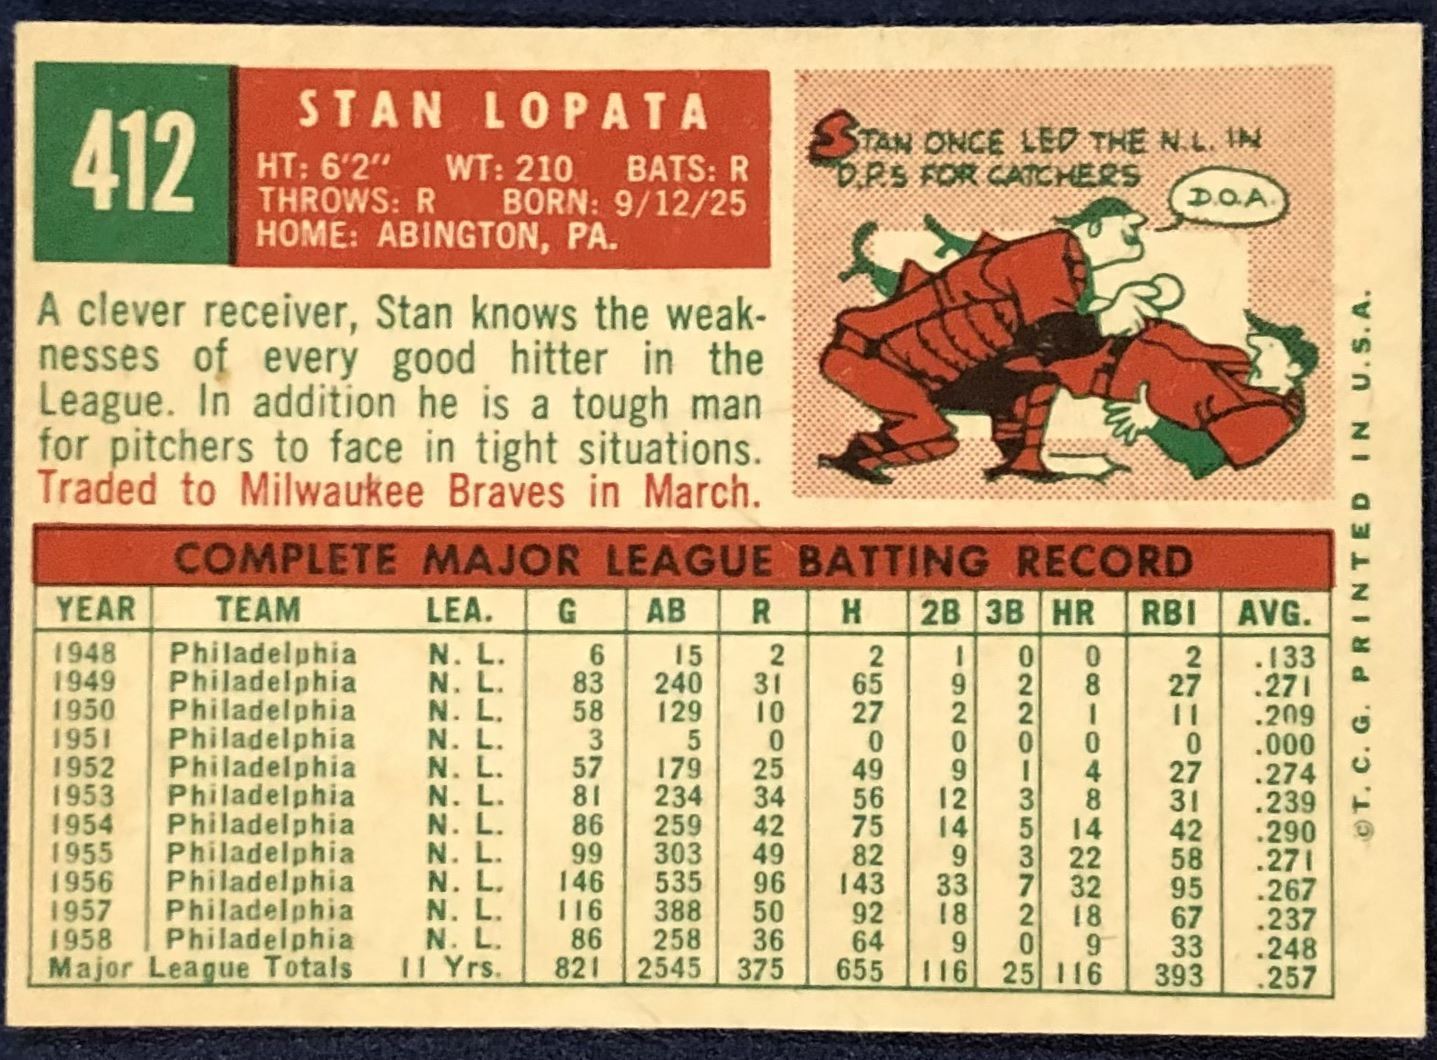 412
STAN LOPATA
HT: 6'2" WT: 210 BATS: R
THROWS: R BORN: 9/12/25
HOME: ABINGTON, PA.
STAN ONCE LED THE N.L. IN
D.P.S FOR CATCHERS
D.O.A.
A clever receiver, Stan knows the weak-
nesses of every good hitter in the
League. In addition he is a tough man
for pitchers to face in tight situations.
Traded to Milwaukee Braves in March.
COMPLETE MAJOR LEAGUE BATTING RECORD
YEAR TEAM LEA. G AB R H 2B 3B HR RBI AVG.
1948 Philadelphia N. L. 6 15 2 2 1 0 0 2 .133
1949 Philadelphia N. L. 83 240 31 65 9 2 8 27 .271
1950 Philadelphia N. L. 58 129 10 27 2 2 1 11 .209
1951 Philadelphia N. L. 3 5 0 0 0 0 0 0 .000
1952 Philadelphia N. L. 57 179 25 49 9 1 4 27 .274
1953 Philadelphia N. L. 81 234 34 56 12 3 8 31 .239
1954 Philadelphia N. L. 86 259 42 75 14 5 14 42 .290
1955 Philadelphia N. L. 99 303 49 82 9 3 22 58 .271
1956 Philadelphia N. L. 146 535 96 143 33 7 32 95 .267
1957 Philadelphia N. L. 116 388 50 92 18 2 18 67 .237
1958 Philadelphia N. L. 86 258 36 64 9 0 9 33 .248
Major League Totals 11 Yrs. 821 2545 375 655 116 25 116 393 .257
©T. C. G. PRINTED IN U.S.A.